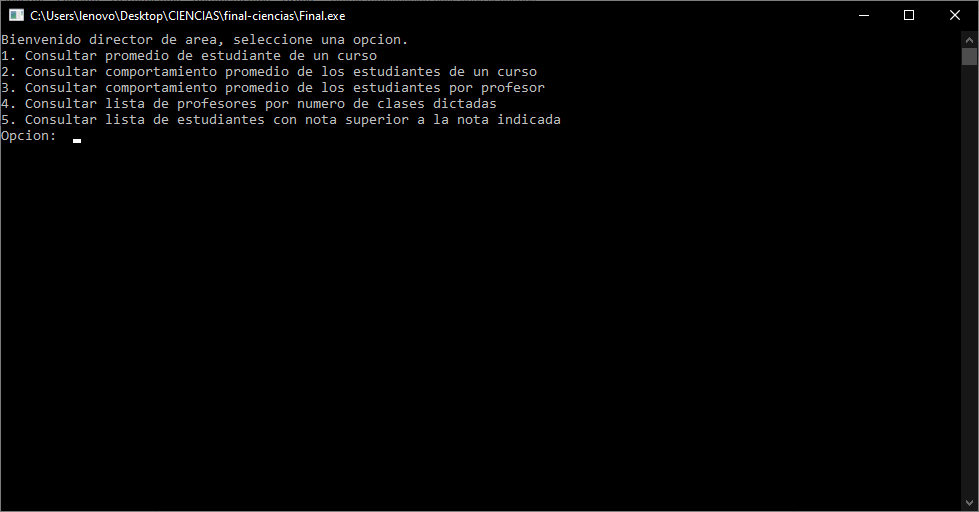 C:\Users\lenovo\Desktop\CIENCIAS\final-ciencias\Final.exe
Bienvenido director de area, seleccione una opcion.
1. Consultar promedio de estudiante de un curso
2. Consultar comportamiento promedio de los estudiantes de un curso
3. Consultar comportamiento promedio de los estudiantes por profesor
4. Consultar lista de profesores por numero de clases dictadas
5. Consultar lista de estudiantes con nota superior a la nota indicada
Opcion: